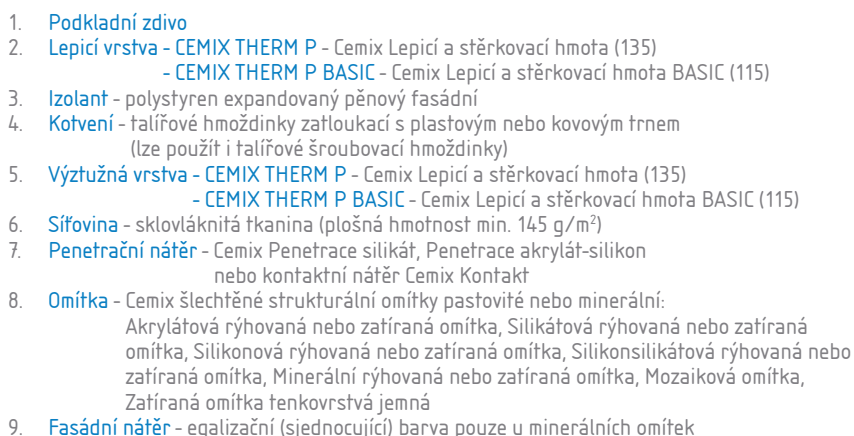 1. Podkladní zdivo
2. Lepicí vrstva - CEMIX THERM P - Cemix Lepicí a stěrkovací hmota (135)
- CEMIX THERM P BASIC - Cemix Lepicí a stěrkovací hmota BASIC (115)
3. Izolant - polystyren expandovaný pěnový fasádní
4. Kotvení - talířové hmoždinky zatloukací s plastovým nebo kovovým trnem
(lze použít i talířové šroubovací hmoždinky)
5. Výztužná vrstva - CEMIX THERM P - Cemix Lepicí a stěrkovací hmota (135)
- CEMIX THERM P BASIC - Cemix Lepicí a stěrkovací hmota BASIC (115)
6. Síťovina - sklovláknitá tkanina (plošná hmotnost min. 145 g/m²)
7. Penetrační nátěr - Cemix Penetrace silikát, Penetrace akrylát-silikon
nebo kontaktní nátěr Cemix Kontakt
8. Omítka - Cemix šlechtěné strukturální omítky pastovité nebo minerální:
Akrylátová rýhovaná nebo zatíraná omítka, Silikátová rýhovaná nebo zatíraná
omítka, Silikonová rýhovaná nebo zatíraná omítka, Silikonsilikátová rýhovaná nebo
zatíraná omítka, Minerální rýhovaná nebo zatíraná omítka, Mozaiková omítka,
Zatíraná omítka tenkovrstvá jemná
9. Fasádní nátěr - egalizační (sjednocující) barva pouze u minerálních omítek